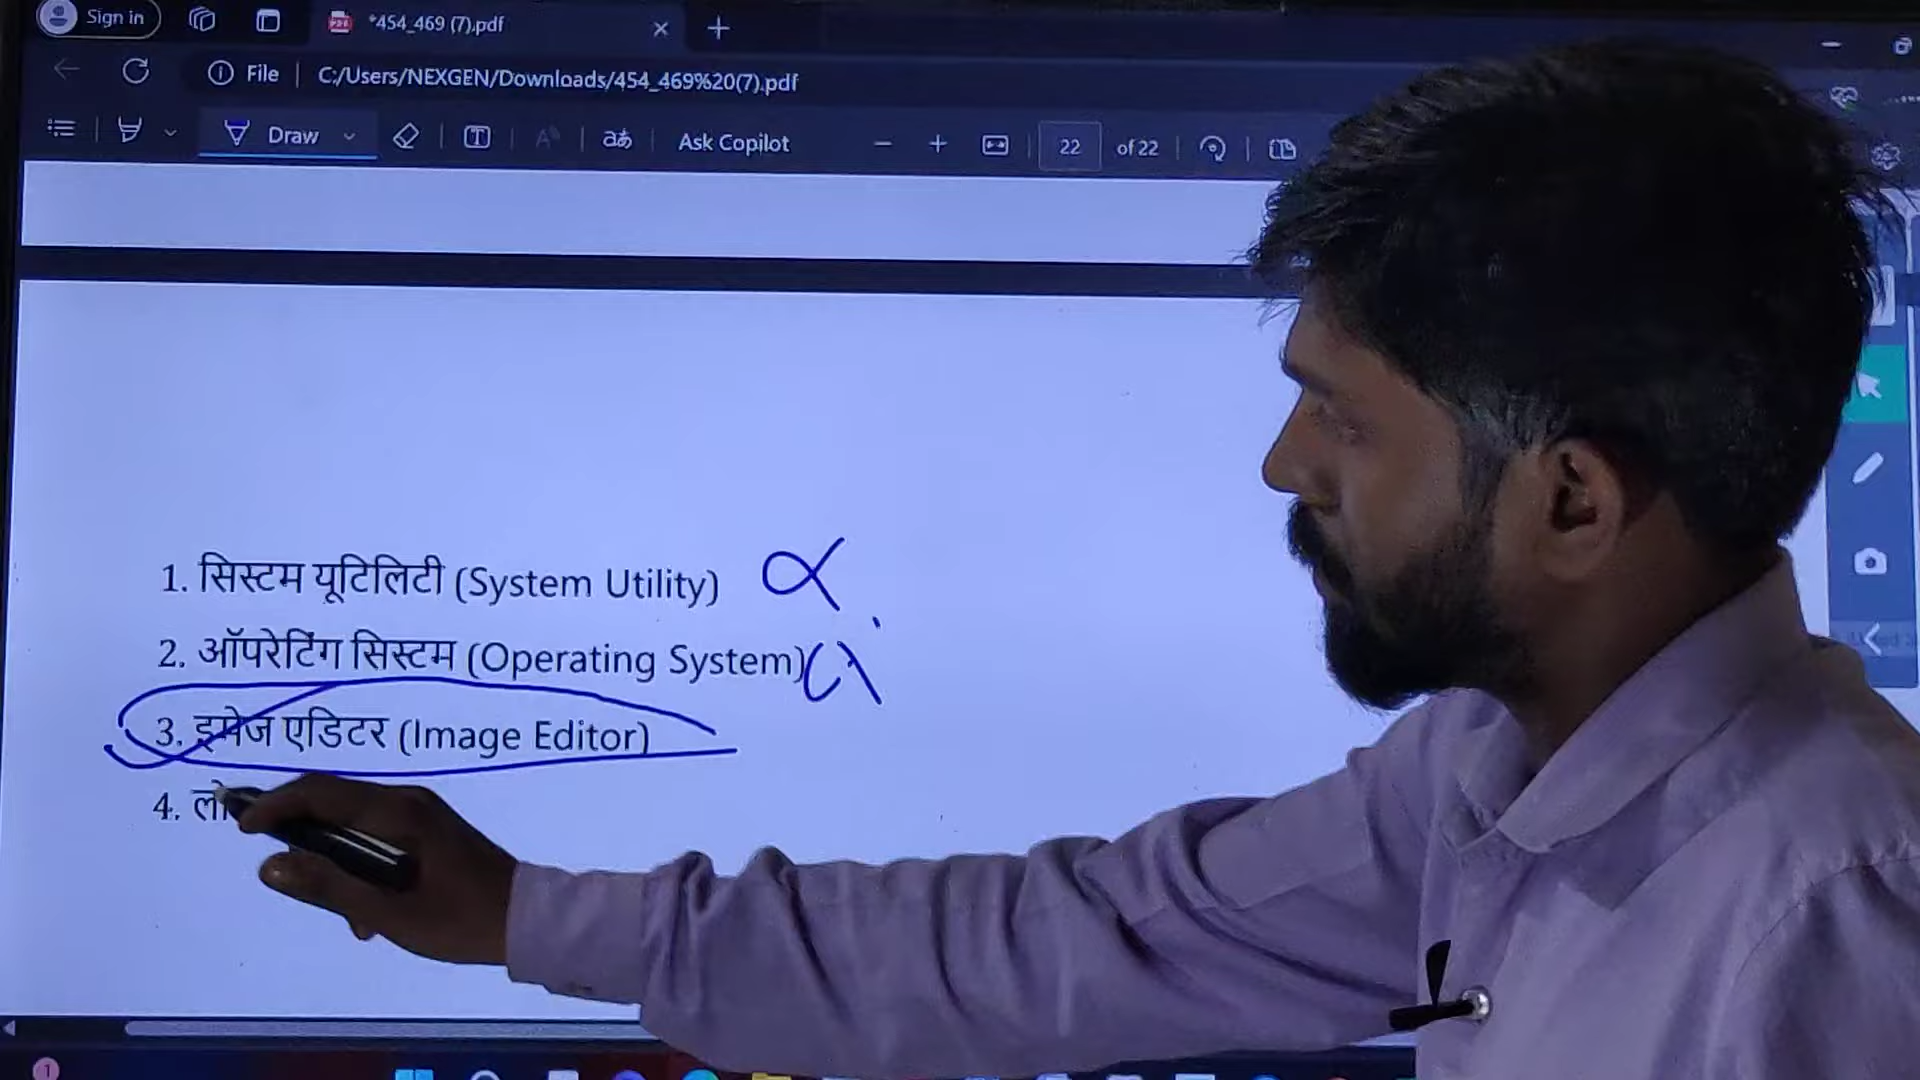 Sign in
*454_469 (7).pdf
File | C:/Users/NEXGEN/Downloads/454_469%20(7).pdf
Draw
Ask Copilot
22 of 22
1. सिस्टम यूटिलिटी (System Utility)
2. ऑपरेटिंग सिस्टम (Operating System)
3. इमेज एडिटर (Image Editor)
4.
1